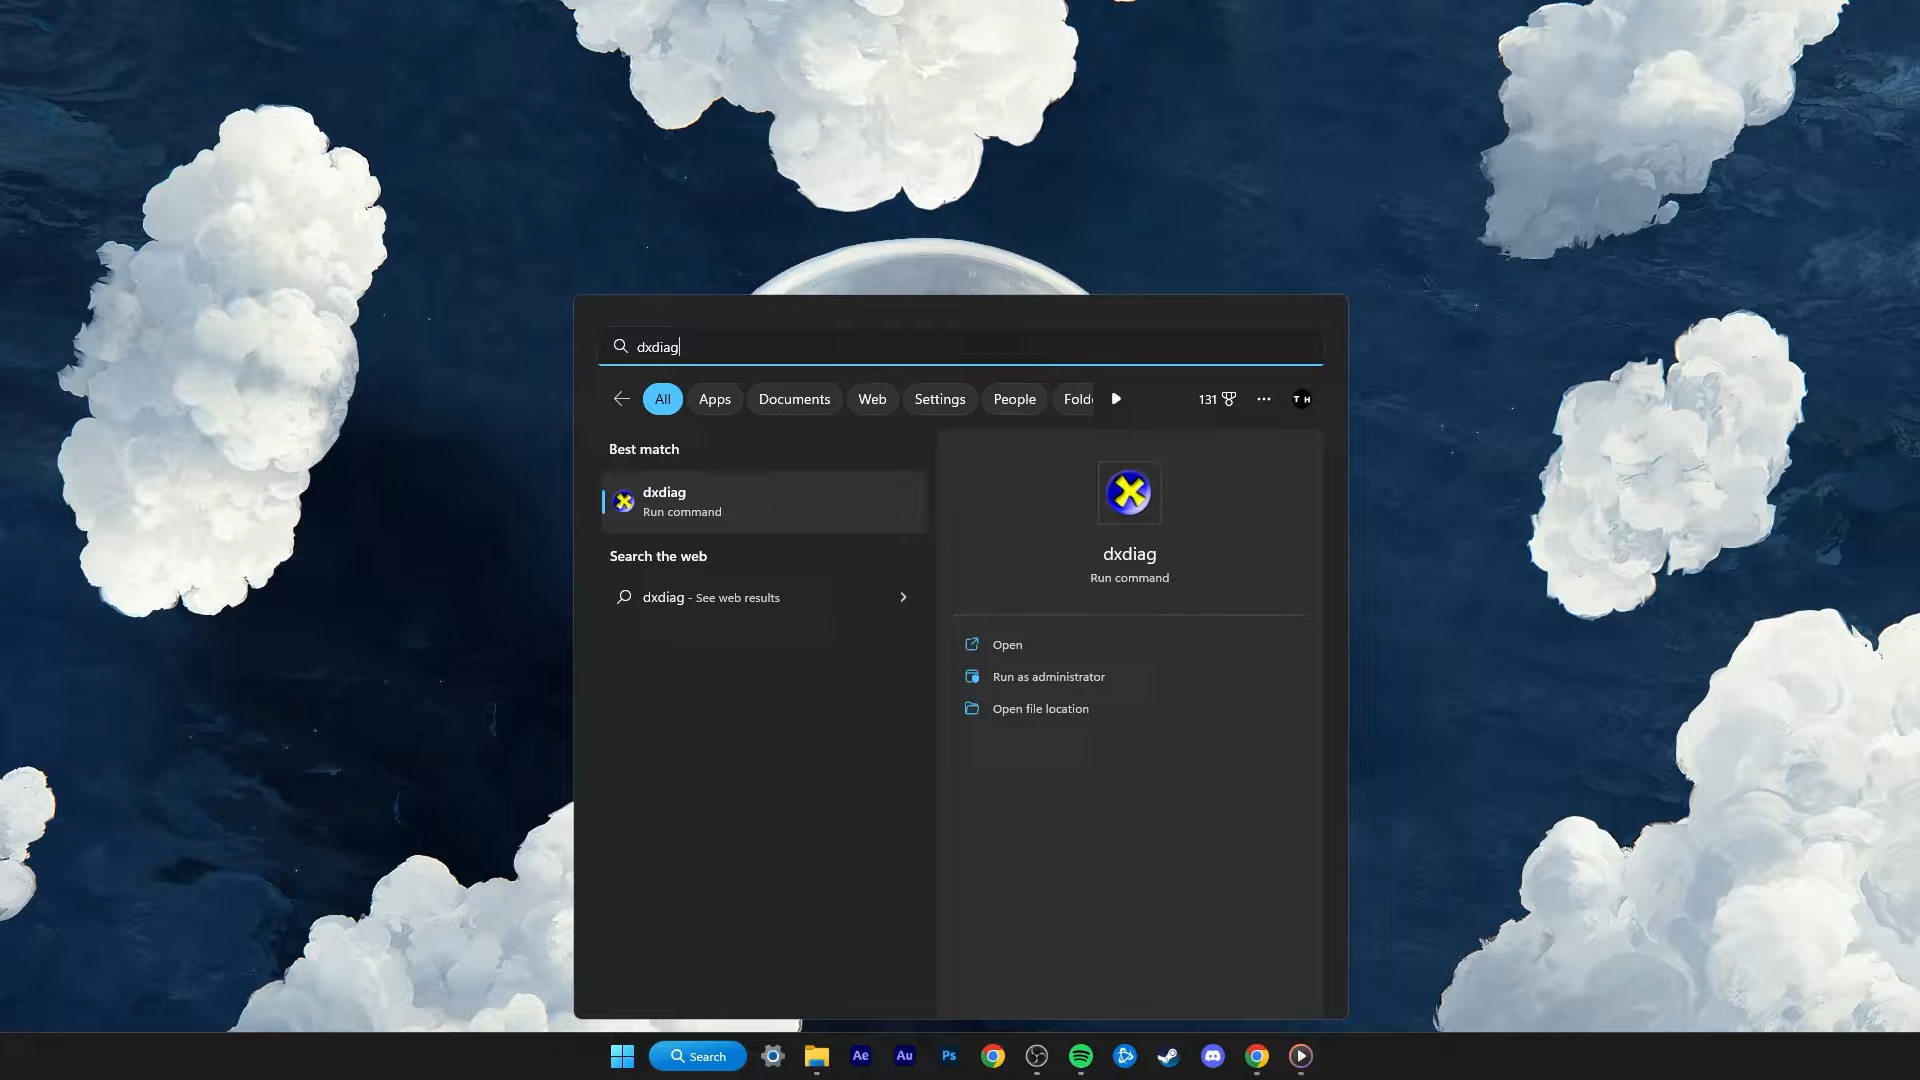 dxdiag
All
Apps
Documents
Web
Settings
People
Fold
131
T H
Best match
dxdiag
Run command
Search the web
dxdiag - See web results
dxdiag
Run command
Open
Run as administrator
Open file location
Search
Ae
Au
Ps